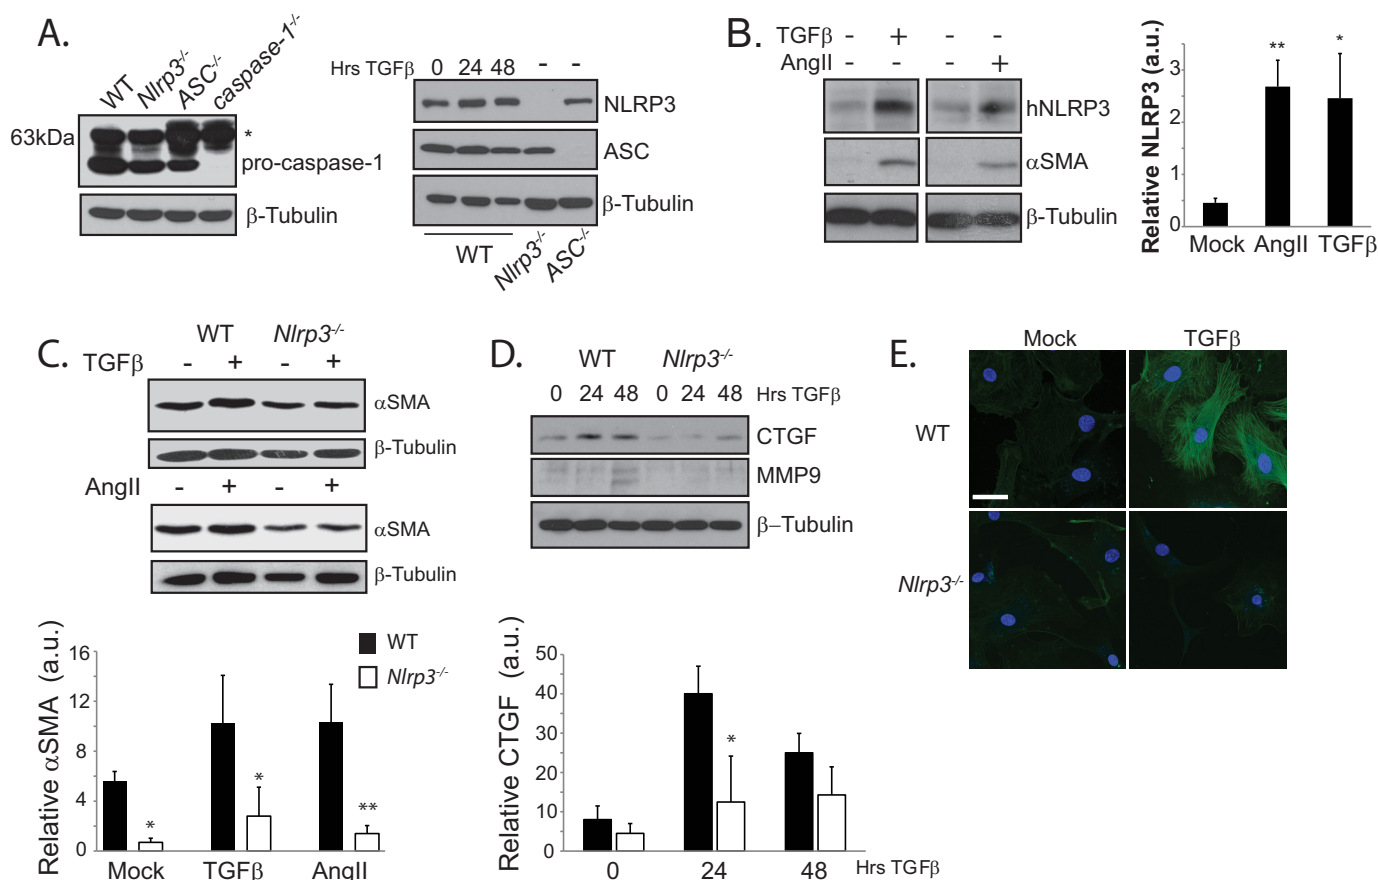 A.
WT Nlrp3-/- ASC-/- caspase-1-/-
63kDa
*
pro-caspase-1
β-Tubulin
Hrs TGFβ 0 24 48 - -
NLRP3
ASC
β-Tubulin
WT Nlrp3-/- ASC-/-
B.
TGFβ - + - -
AngII - - - +
hNLRP3
αSMA
β-Tubulin
Relative NLRP3 (a.u.)
3
2
1
0
** *
Mock AngII TGFβ
C.
WT Nlrp3-/-
TGFβ - + - +
αSMA
β-Tubulin
AngII - + - +
αSMA
β-Tubulin
WT
Nlrp3-/-
Relative αSMA (a.u.)
16
12
8
4
0
* * **
Mock TGFβ AngII
D.
WT Nlrp3-/-
0 24 48 0 24 48 Hrs TGFβ
CTGF
MMP9
β–Tubulin
Relative CTGF (a.u.)
50
40
30
20
10
0
*
0 24 48 Hrs TGFβ
E.
Mock TGFβ
WT
Nlrp3-/-